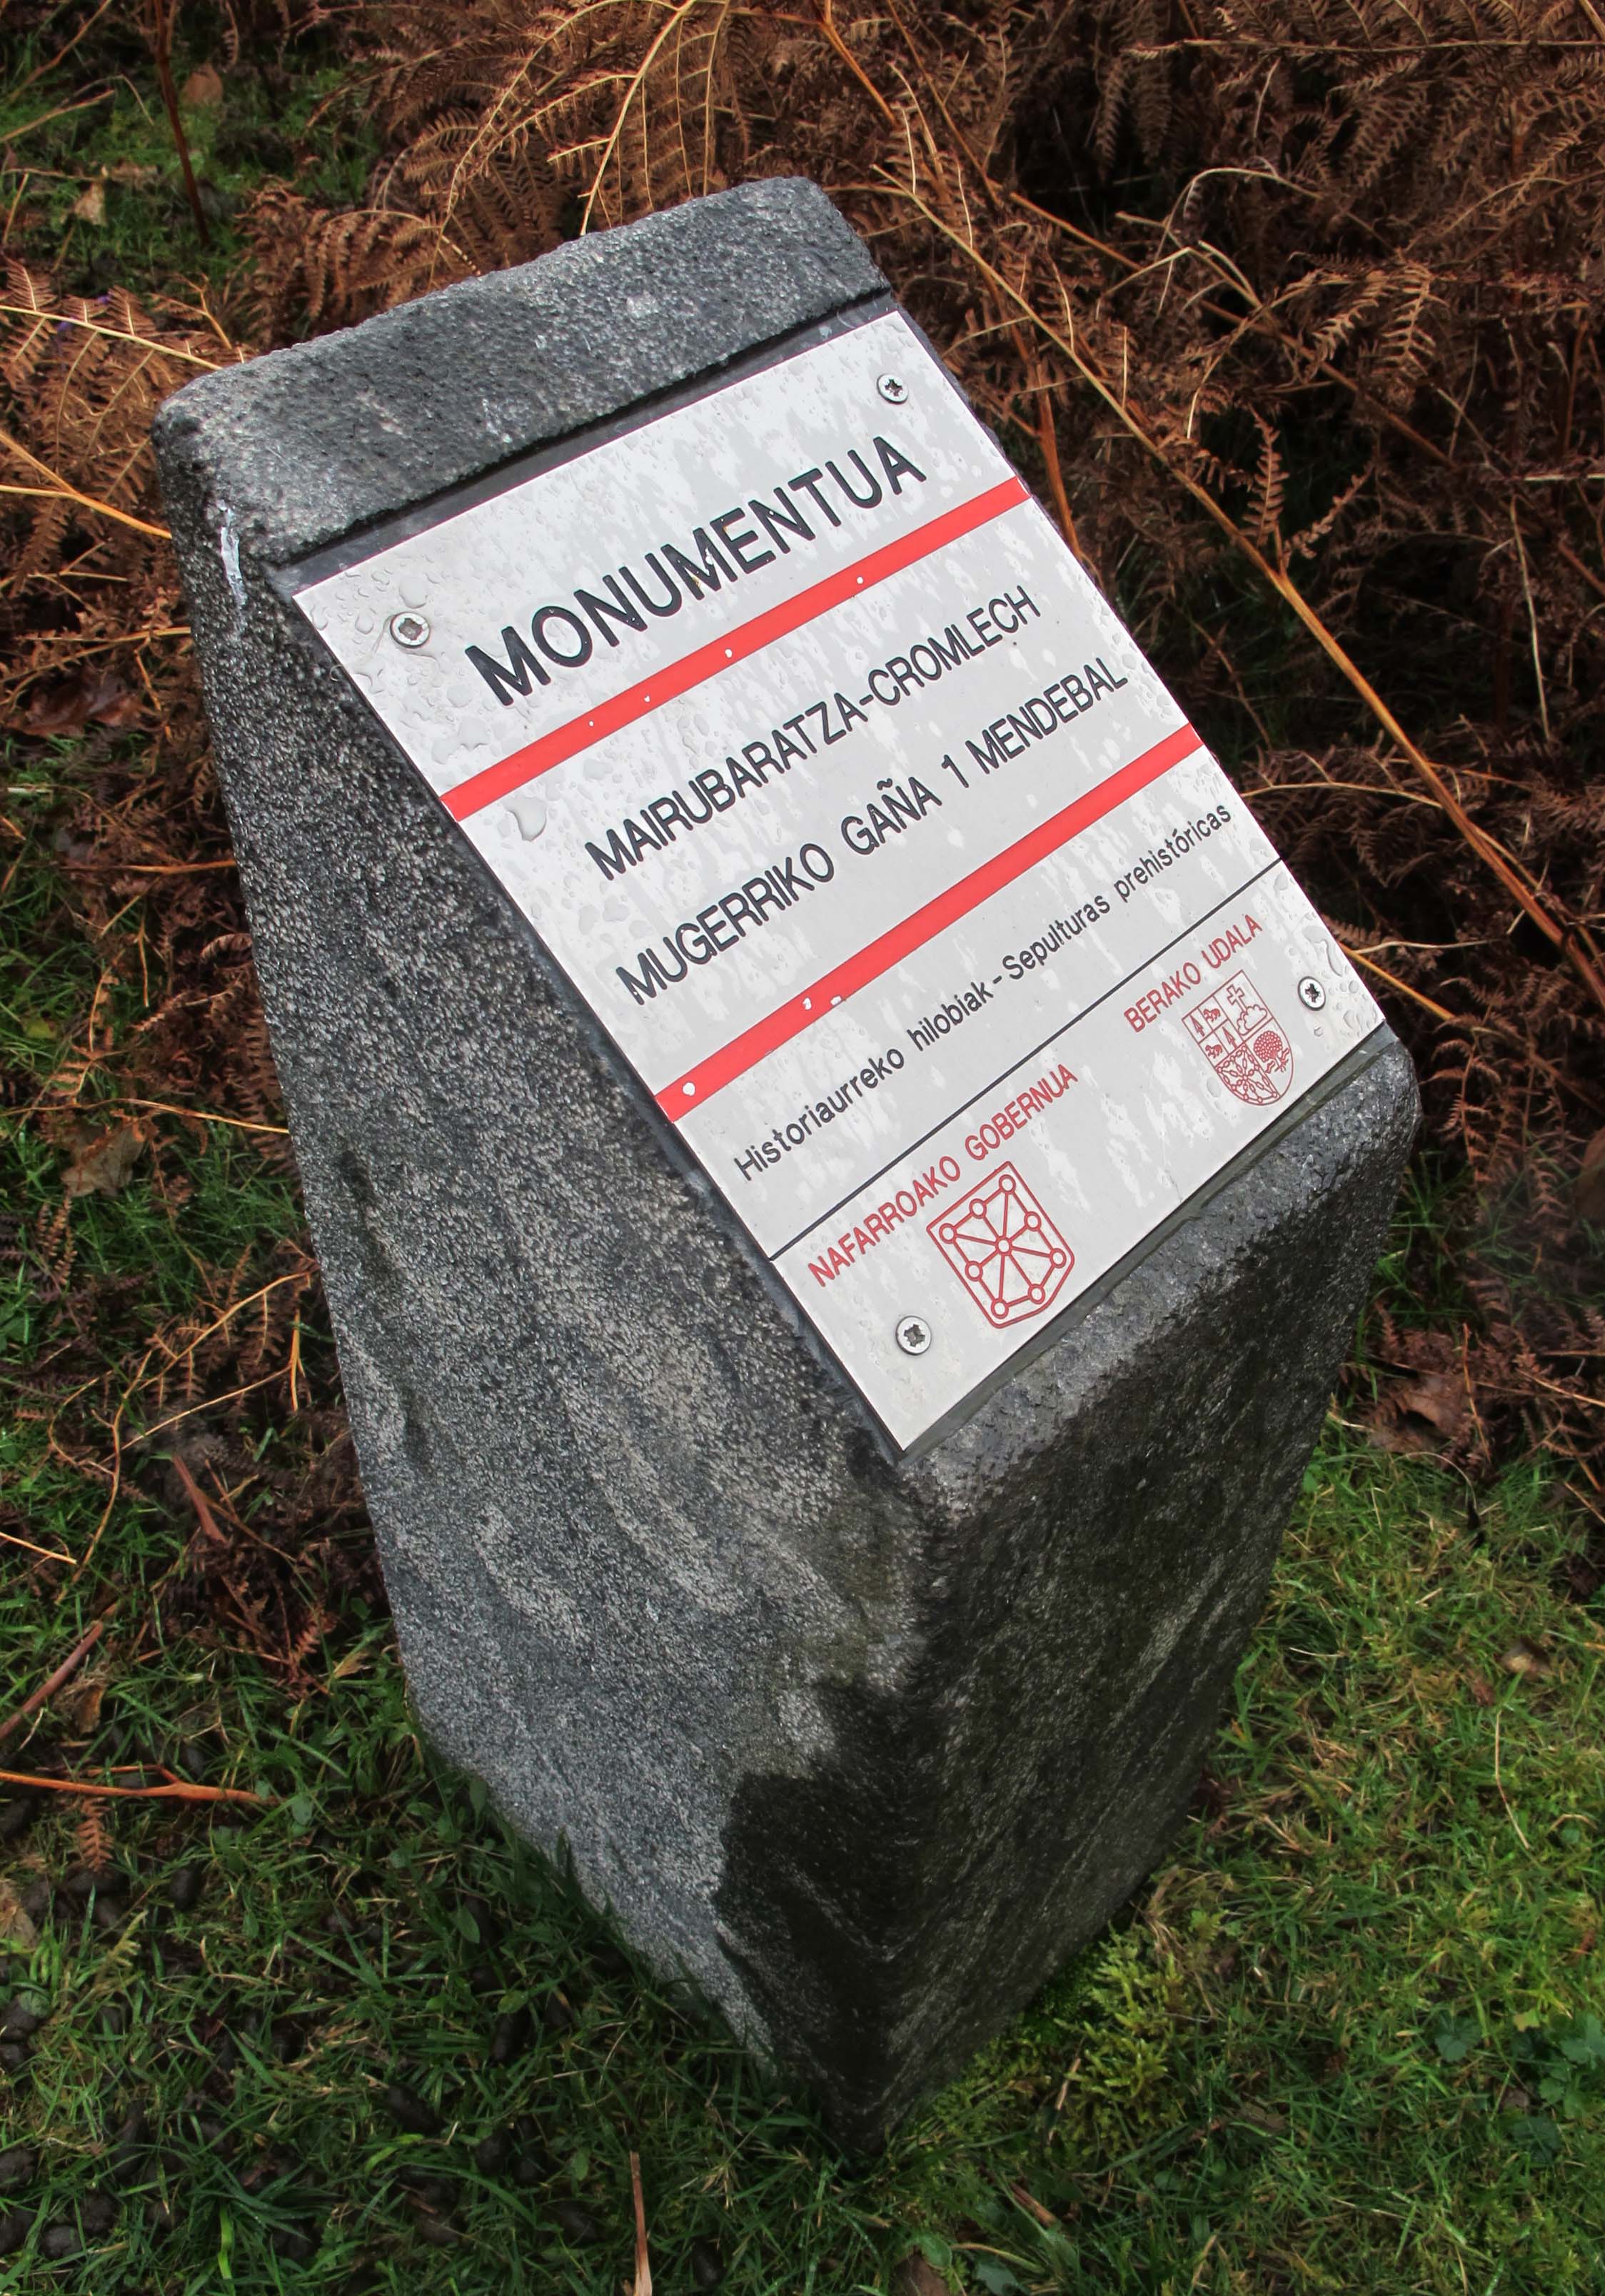 MONUMENTUA
MAIRUBARATZA-CROMLECH
MUGERRIKO GAÑA 1 MENDEBAL
Historiaurreko hilobiak - Sepulturas prehistóricas
NAFARROAKO GOBERNUA
BERAKO UDALA